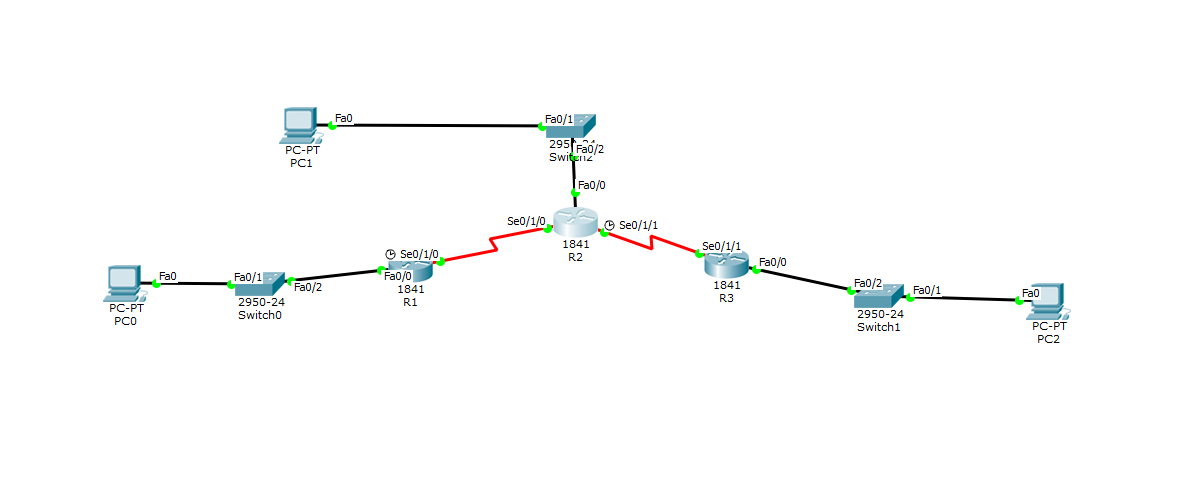 Fa0
Fa0/1
PC-PT
PC1
Switch2
Fa0/2
Fa0/0
Se0/1/0
Se0/1/1
1841
R2
Se0/1/0
Fa0/0
1841
R1
Se0/1/1
Fa0/0
1841
R3
Fa0
Fa0/1
Fa0/2
PC-PT
PC0
2950-24
Switch0
Fa0/2
Fa0/1
Fa0
2950-24
Switch1
PC-PT
PC2